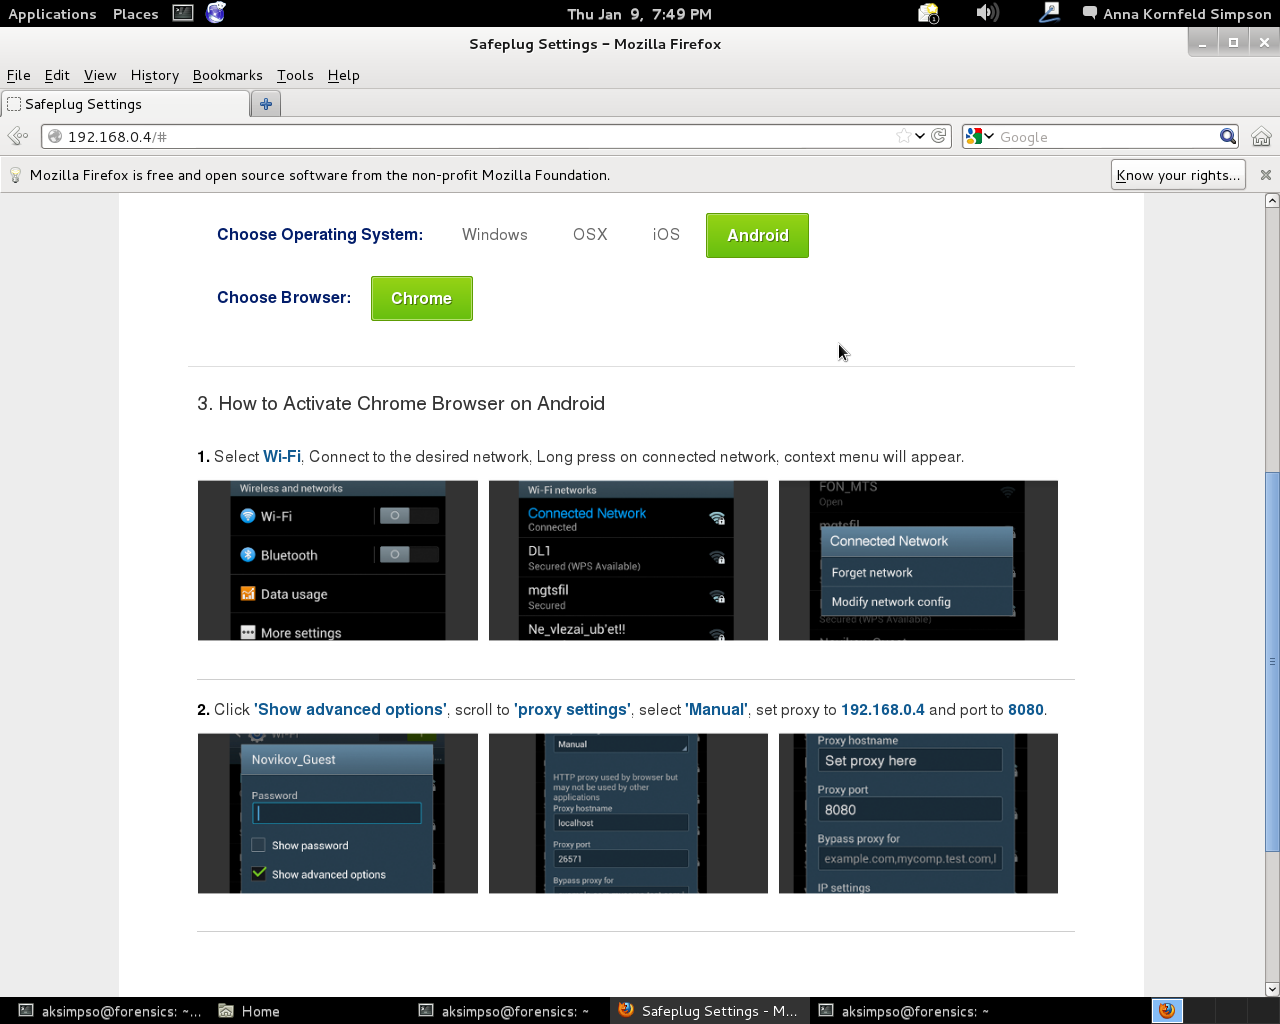 Applications Places Thu Jan 9, 7:49 PM 1 Anna Kornfeld Simpson
Safeplug Settings – Mozilla Firefox
File Edit View History Bookmarks Tools Help
Safeplug Settings
192.168.0.4/# Google
Mozilla Firefox is free and open source software from the non-profit Mozilla Foundation. Know your rights...
Choose Operating System: Windows OSX iOS Android
Choose Browser: Chrome
3. How to Activate Chrome Browser on Android
1. Select Wi-Fi, Connect to the desired network, Long press on connected network, context menu will appear.
Wireless and networks
Wi-Fi
Bluetooth
Data usage
More settings
Wi-Fi networks
Connected Network
Connected
DL1
Secured (WPS Available)
mgtsfil
Secured
Ne_vlezai_ub'et!!
FON_MTS
Open
mgtsfil
Connected Network
Forget network
Modify network config
Secured (WPS Available)
2. Click 'Show advanced options', scroll to 'proxy settings', select 'Manual', set proxy to 192.168.0.4 and port to 8080.
Novikov_Guest
Password
Show password
Show advanced options
Manual
HTTP proxy used by browser but
may not be used by other
applications
Proxy hostname
localhost
Proxy port
26571
Bypass proxy for
Proxy hostname
Set proxy here
Proxy port
8080
Bypass proxy for
example.com,mycomp.test.com,l
IP settings
aksimpso@forensics: ~... Home aksimpso@forensics: ~ Safeplug Settings - M... aksimpso@forensics: ~